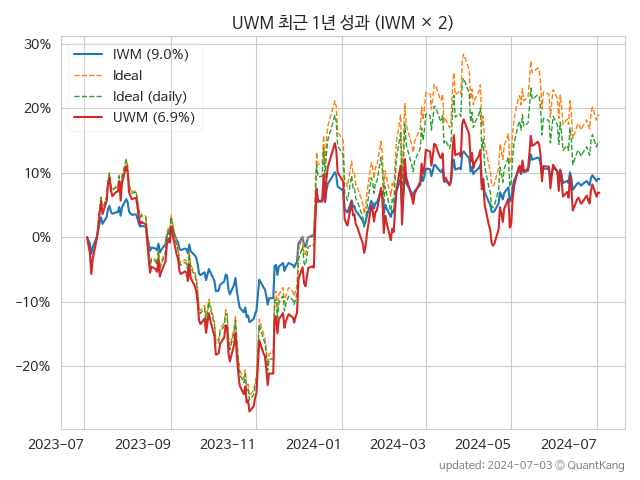 UWM 최근 1년 성과 (IWM × 2)
IWM (9.0%)
Ideal
Ideal (daily)
UWM (6.9%)
30%
20%
10%
0%
−10%
−20%
2023-07 2023-09 2023-11 2024-01 2024-03 2024-05 2024-07
updated: 2024-07-03 © QuantKang